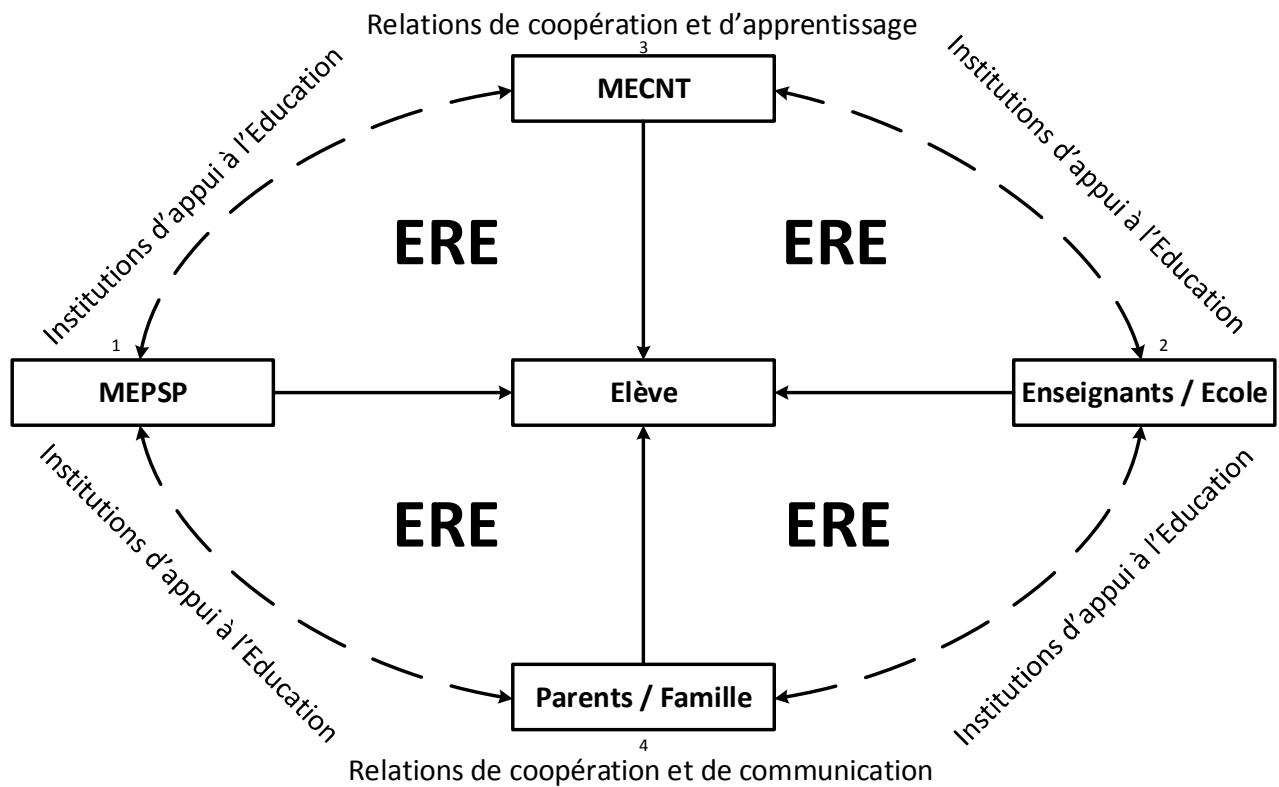 Relations de coopération et d'apprentissage
3
MECNT
Institutions d'appui à l'Education
Institutions d'appui à l'Education
ERE
ERE
1
2
MEPSP
Elève
Enseignants / Ecole
Institutions d'appui à l'Education
Institutions d'appui à l'Education
ERE
ERE
Parents / Famille
4
Relations de coopération et de communication